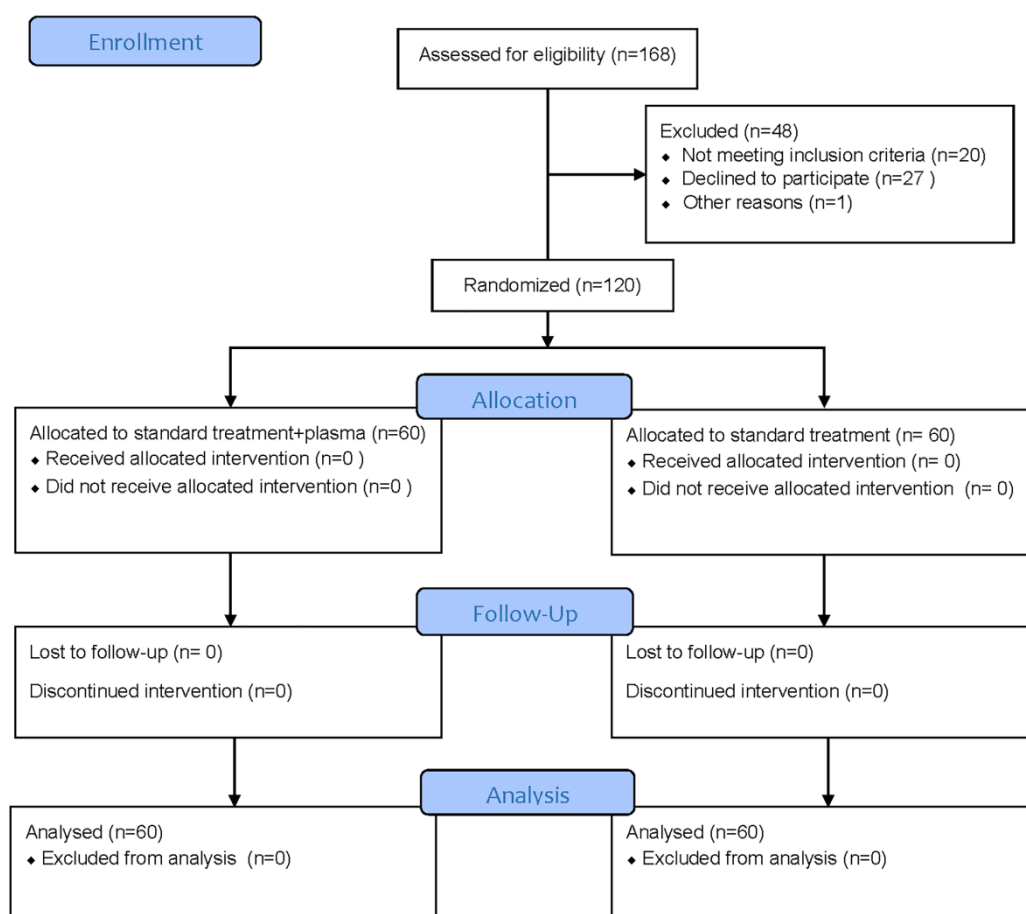 Enrollment
Assessed for eligibility (n=168)
Excluded (n=48)
◆ Not meeting inclusion criteria (n=20)
◆ Declined to participate (n=27 )
◆ Other reasons (n=1)
Randomized (n=120)
Allocation
Allocated to standard treatment+plasma (n=60)
◆ Received allocated intervention (n=0 )
◆ Did not receive allocated intervention (n=0 )
Allocated to standard treatment (n= 60)
◆ Received allocated intervention (n= 0)
◆ Did not receive allocated intervention (n= 0)
Follow-Up
Lost to follow-up (n= 0)
Discontinued intervention (n=0)
Lost to follow-up (n=0)
Discontinued intervention (n=0)
Analysis
Analysed (n=60)
◆ Excluded from analysis (n=0)
Analysed (n=60)
◆ Excluded from analysis (n=0)